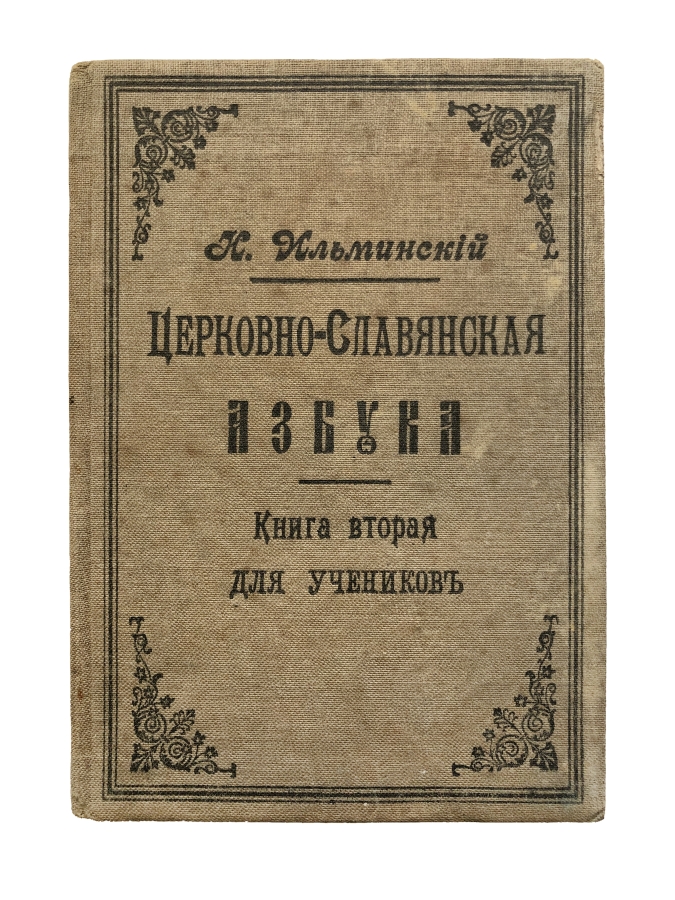 Н. Ильминскій
Церковно-Славянская
АЗБУКА
Книга вторая
для учениковъ